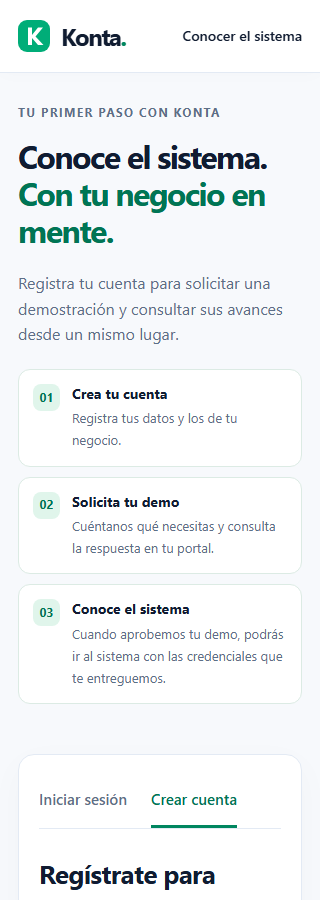 K Konta.
Conocer el sistema
TU PRIMER PASO CON KONTA
Conoce el sistema.
Con tu negocio en
mente.
Registra tu cuenta para solicitar una
demostración y consultar sus avances
desde un mismo lugar.
01
Crea tu cuenta
Registra tus datos y los de tu
negocio.
02
Solicita tu demo
Cuéntanos qué necesitas y consulta
la respuesta en tu portal.
03
Conoce el sistema
Cuando aprobemos tu demo, podrás
ir al sistema con las credenciales que
te entreguemos.
Iniciar sesión
Crear cuenta
Regístrate para